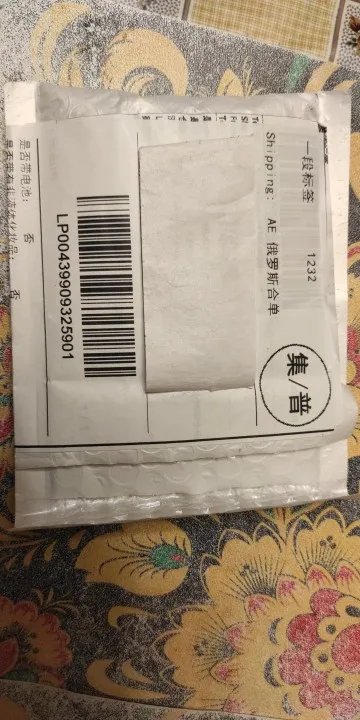 一段标签
1232
Shipping: AE 俄罗斯合单
集/普
LP00439909325901
是否带电池： 否